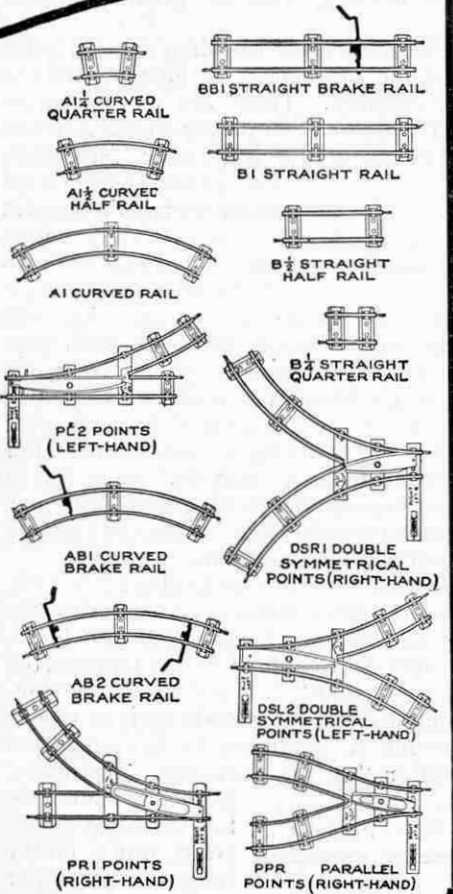 A1¼ CURVED
QUARTER RAIL
BB1 STRAIGHT BRAKE RAIL
A1½ CURVED
HALF RAIL
B1 STRAIGHT RAIL
A1 CURVED RAIL
B½ STRAIGHT
HALF RAIL
B¼ STRAIGHT
QUARTER RAIL
PL2 POINTS
(LEFT-HAND)
AB1 CURVED
BRAKE RAIL
DSR1 DOUBLE
SYMMETRICAL
POINTS (RIGHT-HAND)
AB2 CURVED
BRAKE RAIL
DSL2 DOUBLE
SYMMETRICAL
POINTS (LEFT-HAND)
PR1 POINTS
(RIGHT-HAND)
PPR PARALLEL
POINTS (RIGHT-HAND)